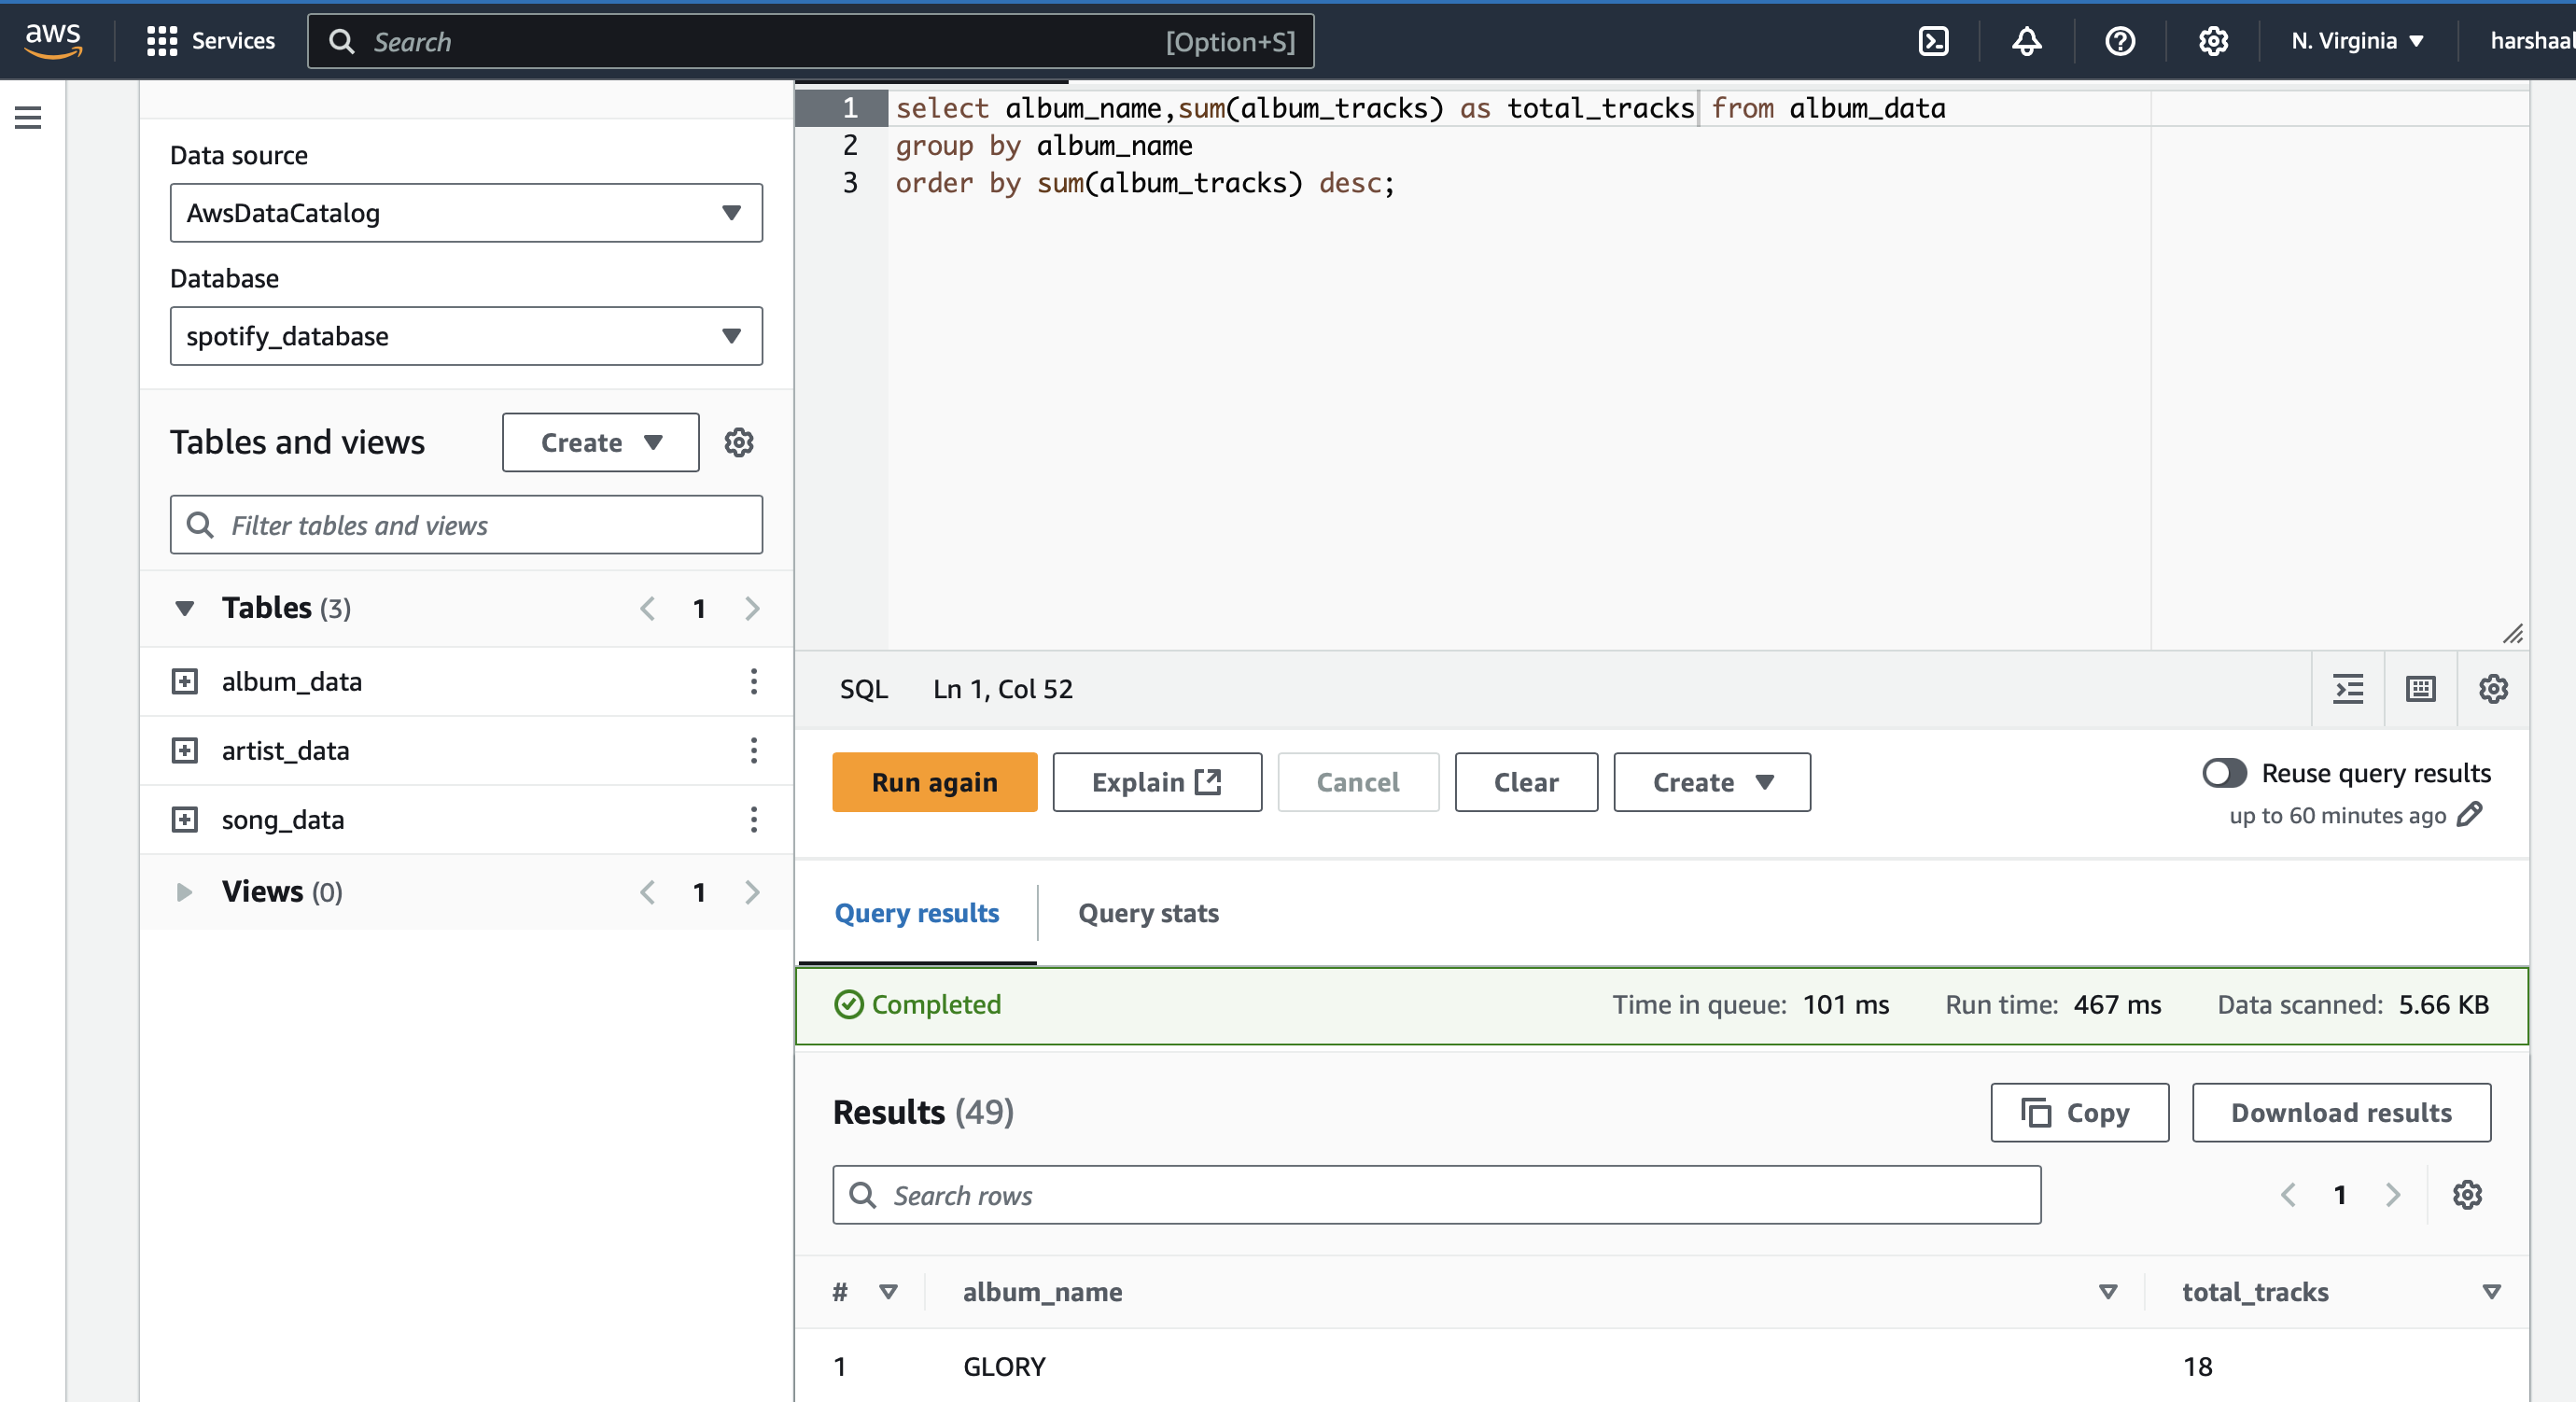 aws Services Search [Option+S] N. Virginia harshaal
Data source
AwsDataCatalog
Database
spotify_database
Tables and views Create
Filter tables and views
Tables (3) 1
album_data
artist_data
song_data
Views (0) 1
1 select album_name,sum(album_tracks) as total_tracks from album_data
2 group by album_name
3 order by sum(album_tracks) desc;
SQL Ln 1, Col 52
Run again Explain Cancel Clear Create
Reuse query results
up to 60 minutes ago
Query results Query stats
Completed Time in queue: 101 ms Run time: 467 ms Data scanned: 5.66 KB
Results (49) Copy Download results
Search rows 1
# album_name total_tracks
1 GLORY 18